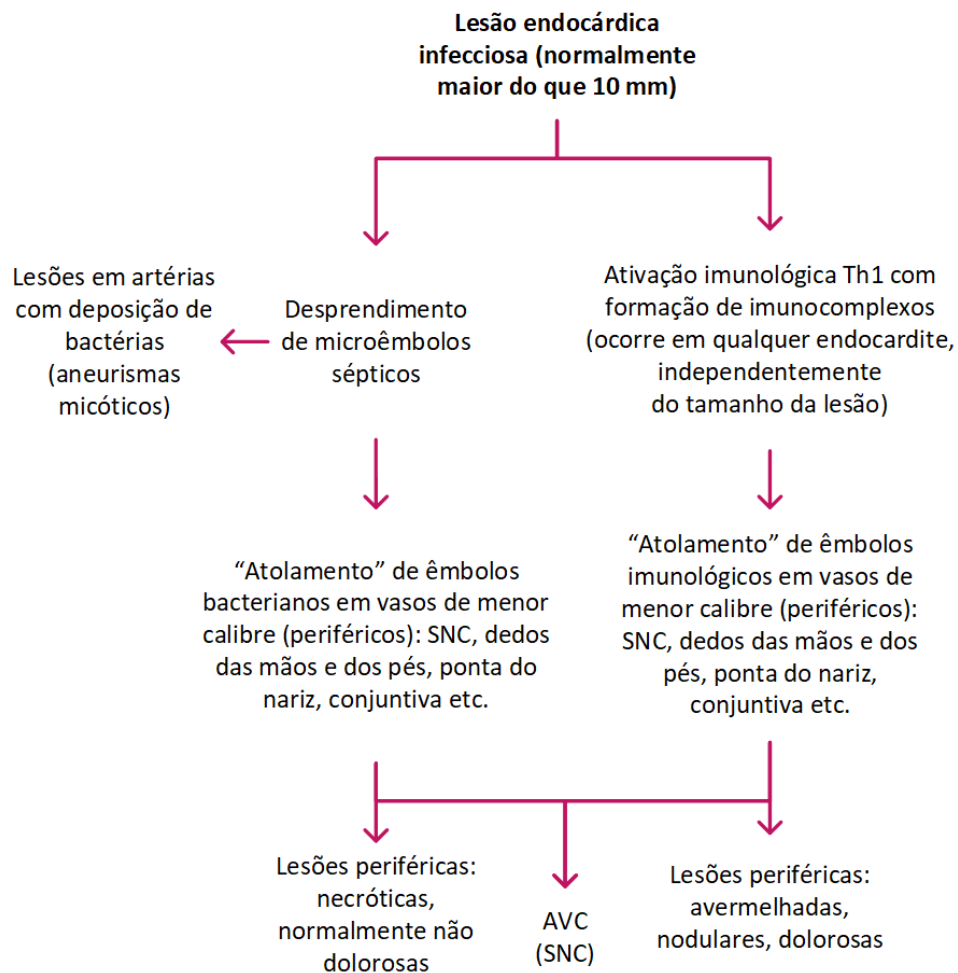 Lesão endocárdica
infecciosa (normalmente
maior do que 10 mm)
Lesões em artérias
com deposição de
bactérias
(aneurismas
micóticos)
Desprendimento
de microêmbolos
sépticos
Ativação imunológica Th1 com
formação de imunocomplexos
(ocorre em qualquer endocardite,
independentemente
do tamanho da lesão)
“Atolamento” de êmbolos
bacterianos em vasos de menor
calibre (periféricos): SNC, dedos
das mãos e dos pés, ponta do
nariz, conjuntiva etc.
“Atolamento” de êmbolos
imunológicos em vasos de
menor calibre (periféricos):
SNC, dedos das mãos e dos
pés, ponta do nariz,
conjuntiva etc.
Lesões periféricas:
necróticas,
normalmente não
dolorosas
AVC
(SNC)
Lesões periféricas:
avermelhadas,
nodulares, dolorosas